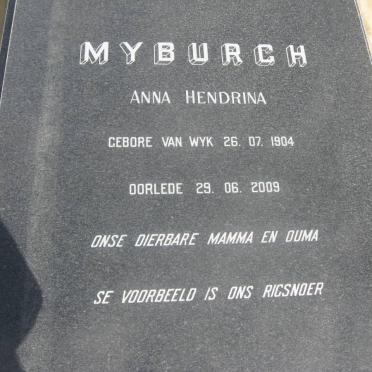 MYBURGH
ANNA HENDRINA
GEBORE VAN WYK 26. 07. 1904
OORLEDE 29. 06. 2009
ONSE DIERBARE MAMMA EN OUMA
SE VOORBEELD IS ONS RIGSNOER